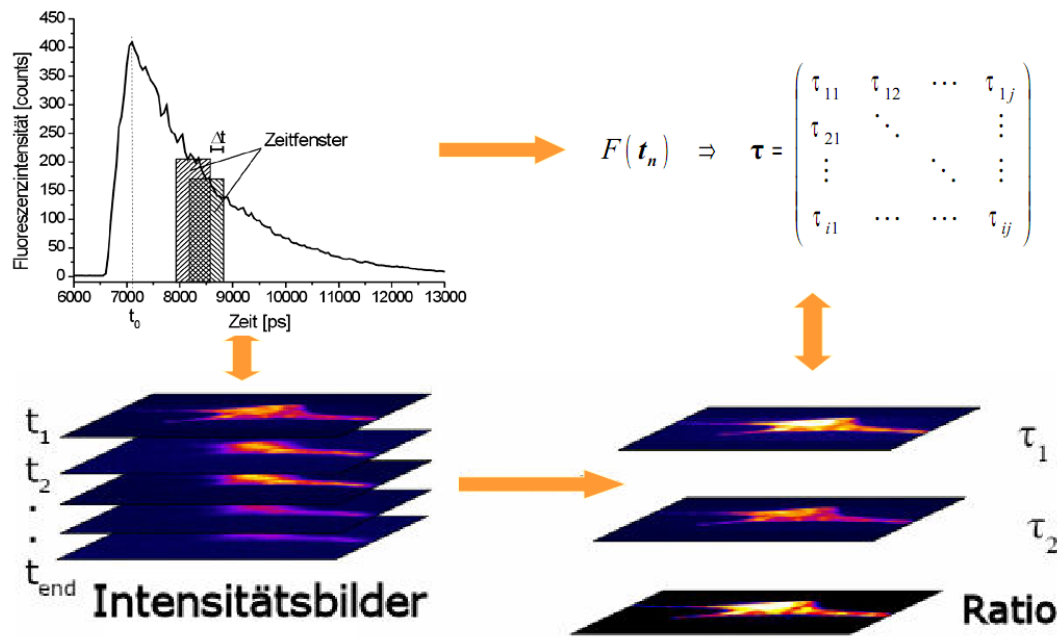 Fluoreszenzintensität [counts]
450
400
350
300
250
200
150
100
50
0
Δt
Zeitfenster
6000 7000 8000 9000 10000 11000 12000 13000
t₀
Zeit [ps]
F(tₙ) ⇒ τ =
τ₁₁ τ₁₂ ⋯ τ₁ⱼ
τ₂₁ ⋱ ⋮
⋮ ⋱ ⋮
τᵢ₁ ⋯ ⋯ τᵢⱼ
t₁
t₂
.
.
t_end
Intensitätsbilder
τ₁
τ₂
Ratio